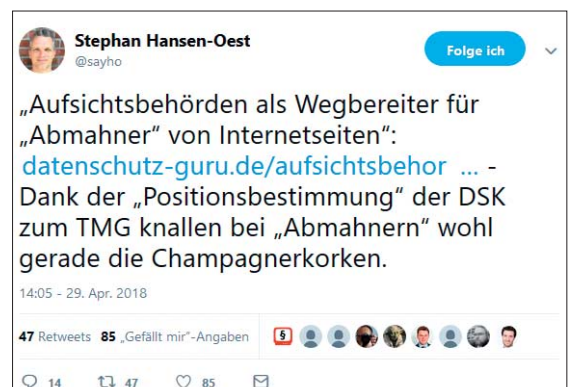 Stephan Hansen-Oest
@sayho
Folge ich
„Aufsichtsbehörden als Wegbereiter für
„Abmahner“ von Internetseiten“:
datenschutz-guru.de/aufsichtsbehor … -
Dank der „Positionsbestimmung“ der DSK
zum TMG knallen bei „Abmahnern“ wohl
gerade die Champagnerkorken.
14:05 - 29. Apr. 2018
47 Retweets 85 „Gefällt mir“-Angaben §
14 47 85